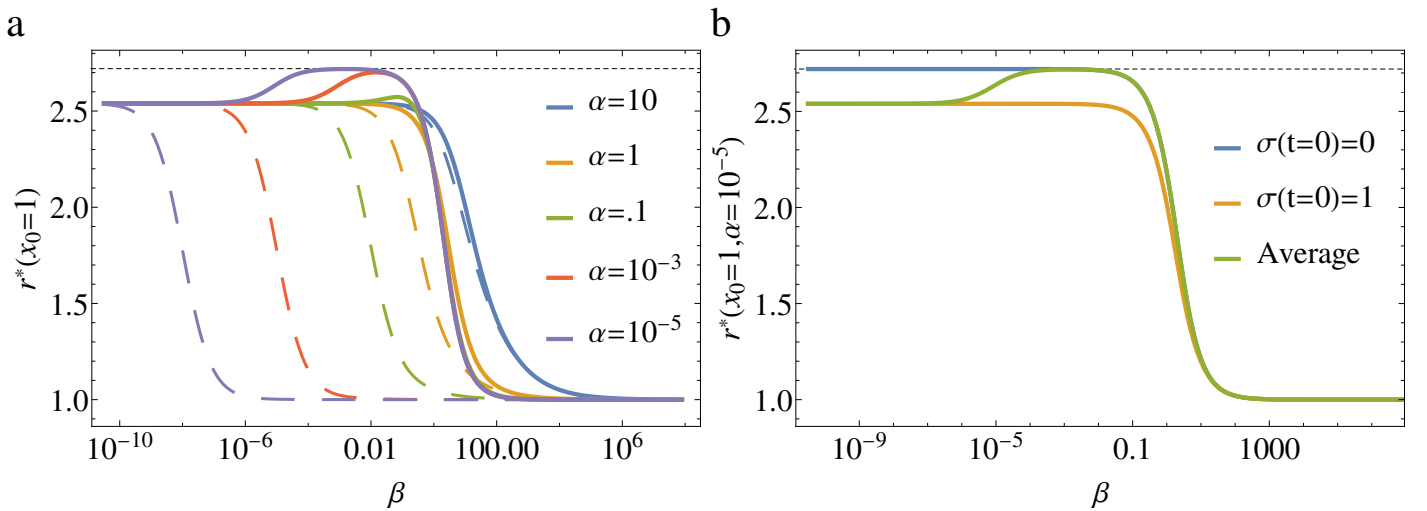 a
r*(x₀=1)
2.5
2.0
1.5
1.0
10⁻¹⁰
10⁻⁶
0.01
100.00
10⁶
β
α=10
α=1
α=.1
α=10⁻³
α=10⁻⁵
b
r*(x₀=1,α=10⁻⁵)
2.5
2.0
1.5
1.0
10⁻⁹
10⁻⁵
0.1
1000
β
σ(t=0)=0
σ(t=0)=1
Average